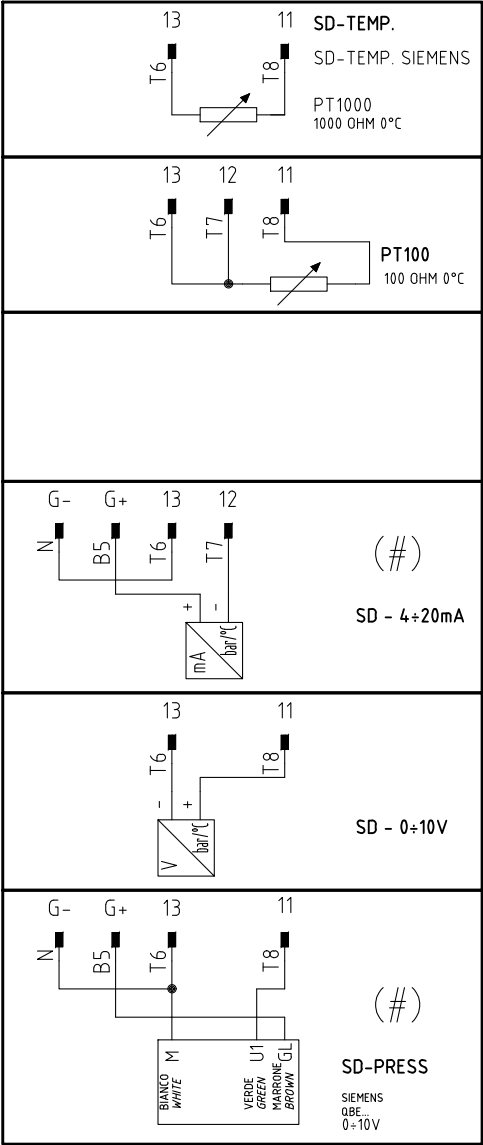 13 11 SD-TEMP.
T6 T8 SD-TEMP. SIEMENS
PT1000
1000 OHM 0°C
13 12 11
T6 T7 T8
PT100
100 OHM 0°C
G- G+ 13 12
N B5 T6 T7
(#)
+ -
mA bar/°C
SD - 4÷20mA
13 11
T6 T8
- +
V bar/°C
SD - 0÷10V
G- G+ 13 11
N B5 T6 T8
(#)
M U1 GL
BIANCO VERDE MARRONE
WHITE GREEN BROWN
SD-PRESS
SIEMENS
QBE...
0÷10V